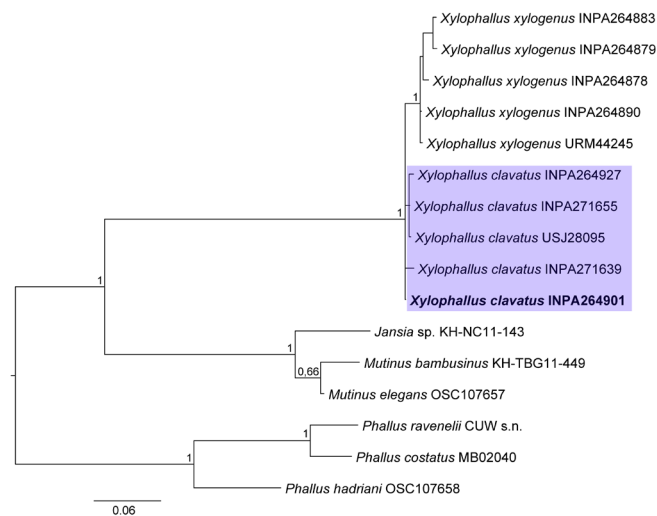 Xylophallus xylogenus INPA264883
Xylophallus xylogenus INPA264879
Xylophallus xylogenus INPA264878
1
Xylophallus xylogenus INPA264890
Xylophallus xylogenus URM44245
Xylophallus clavatus INPA264927
Xylophallus clavatus INPA271655
1
Xylophallus clavatus USJ28095
Xylophallus clavatus INPA271639
1
Xylophallus clavatus INPA264901
Jansia sp. KH-NC11-143
1
Mutinus bambusinus KH-TBG11-449
0,66
Mutinus elegans OSC107657
Phallus ravenelii CUW s.n.
1
Phallus costatus MB02040
1
Phallus hadriani OSC107658
0.06